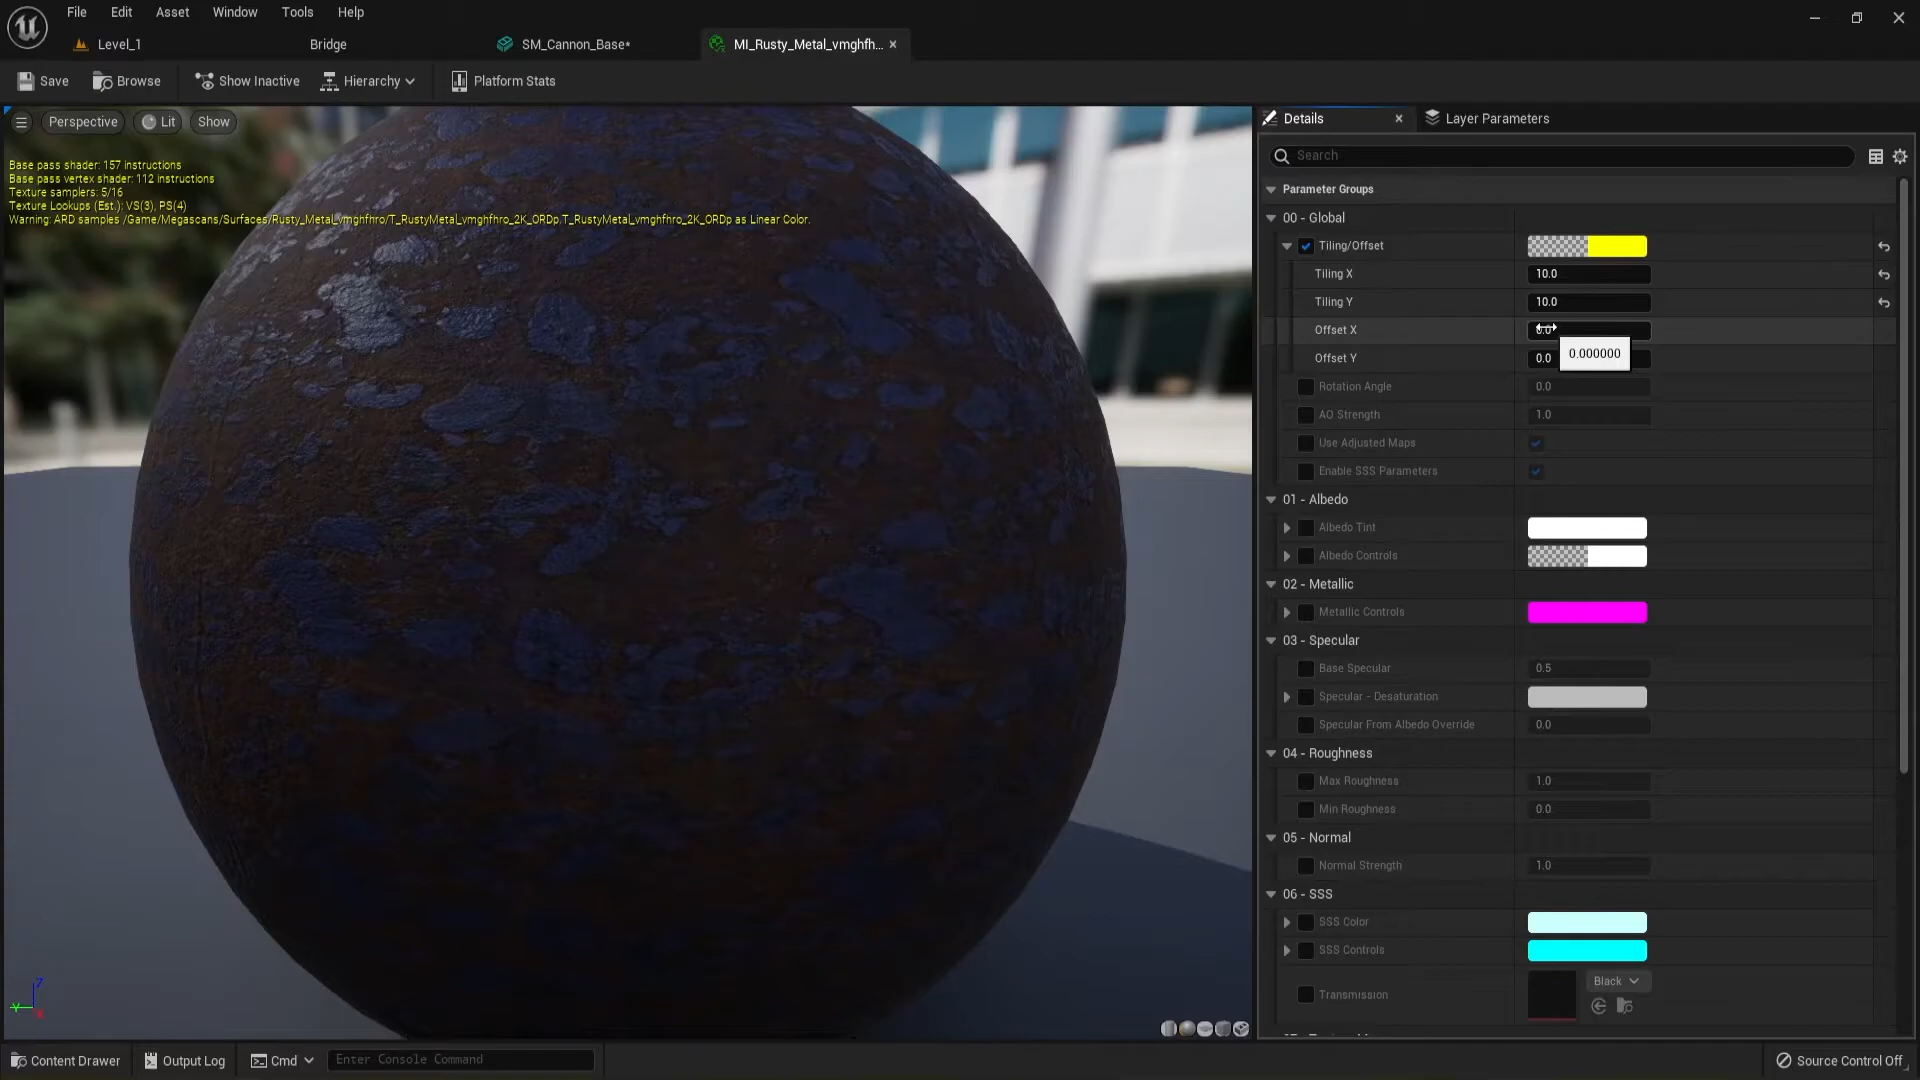 File Edit Asset Window Tools Help
Level_1 Bridge SM_Cannon_Base* MI_Rusty_Metal_vmghfh...
Save Browse Show Inactive Hierarchy Platform Stats
Perspective Lit Show
Base pass shader: 157 instructions
Base pass vertex shader: 112 instructions
Texture samplers: 5/16
Texture Lookups (Est.): VS(3), PS(4)
Warning: ARD samples /Game/Megascans/Surfaces/Rusty_Metal_vmghfhro/T_RustyMetal_vmghfhro_2K_ORDp.T_RustyMetal_vmghfhro_2K_ORDp as Linear Color.
Z
Y
X
Details Layer Parameters
Search
Parameter Groups
00 - Global
Tiling/Offset
Tiling X 10.0
Tiling Y 10.0
Offset X 0.0
0.000000
Offset Y 0.0
Rotation Angle 0.0
AO Strength 1.0
Use Adjusted Maps
Enable SSS Parameters
01 - Albedo
Albedo Tint
Albedo Controls
02 - Metallic
Metallic Controls
03 - Specular
Base Specular 0.5
Specular - Desaturation
Specular From Albedo Override 0.0
04 - Roughness
Max Roughness 1.0
Min Roughness 0.0
05 - Normal
Normal Strength 1.0
06 - SSS
SSS Color
SSS Controls
Transmission Black
Content Drawer Output Log Cmd Enter Console Command Source Control Off